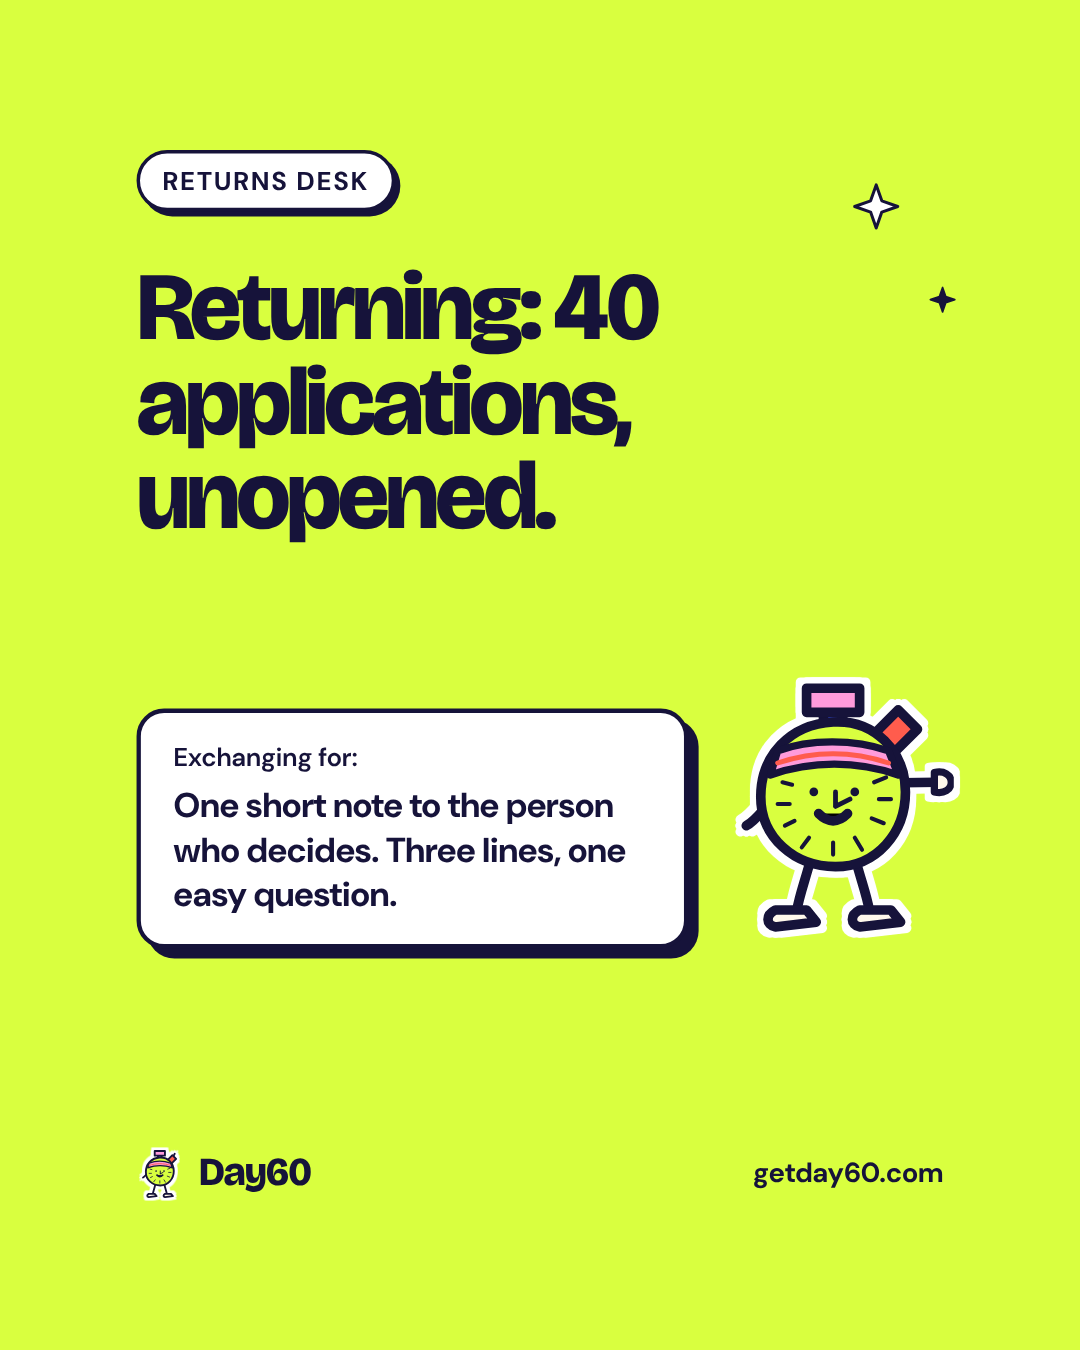 RETURNS DESK
Returning: 40
applications,
unopened.
Exchanging for:
One short note to the person
who decides. Three lines, one
easy question.
Day60
getday60.com